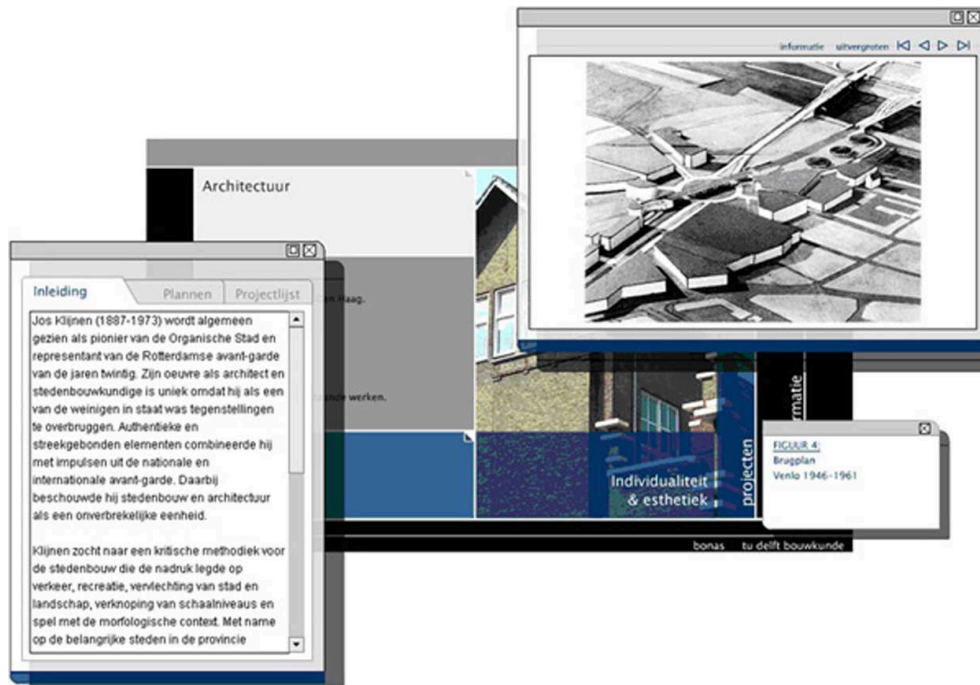 informatie uitvergroten
Architectuur
en Haag.
aande werken.
Individualiteit
& esthetiek
projecten
rmatie
bonas tu delft bouwkunde
Inleiding Plannen Projectlijst
Jos Klijnen (1887-1973) wordt algemeen
gezien als pionier van de Organische Stad en
representant van de Rotterdamse avant-garde
van de jaren twintig. Zijn oeuvre als architect en
stedenbouwkundige is uniek omdat hij als een
van de weinigen in staat was tegenstellingen
te overbruggen. Authentieke en
streekgebonden elementen combineerde hij
met impulsen uit de nationale en
internationale avant-garde. Daarbij
beschouwde hij stedenbouw en architectuur
als een onverbrekelijke eenheid.
Klijnen zocht naar een kritische methodiek voor
de stedenbouw die de nadruk legde op
verkeer, recreatie, vervlechting van stad en
landschap, verknoping van schaalniveaus en
spel met de morfologische context. Met name
op de belangrijke steden in de provincie
FIGUUR 4:
Brugplan
Venlo 1946-1961